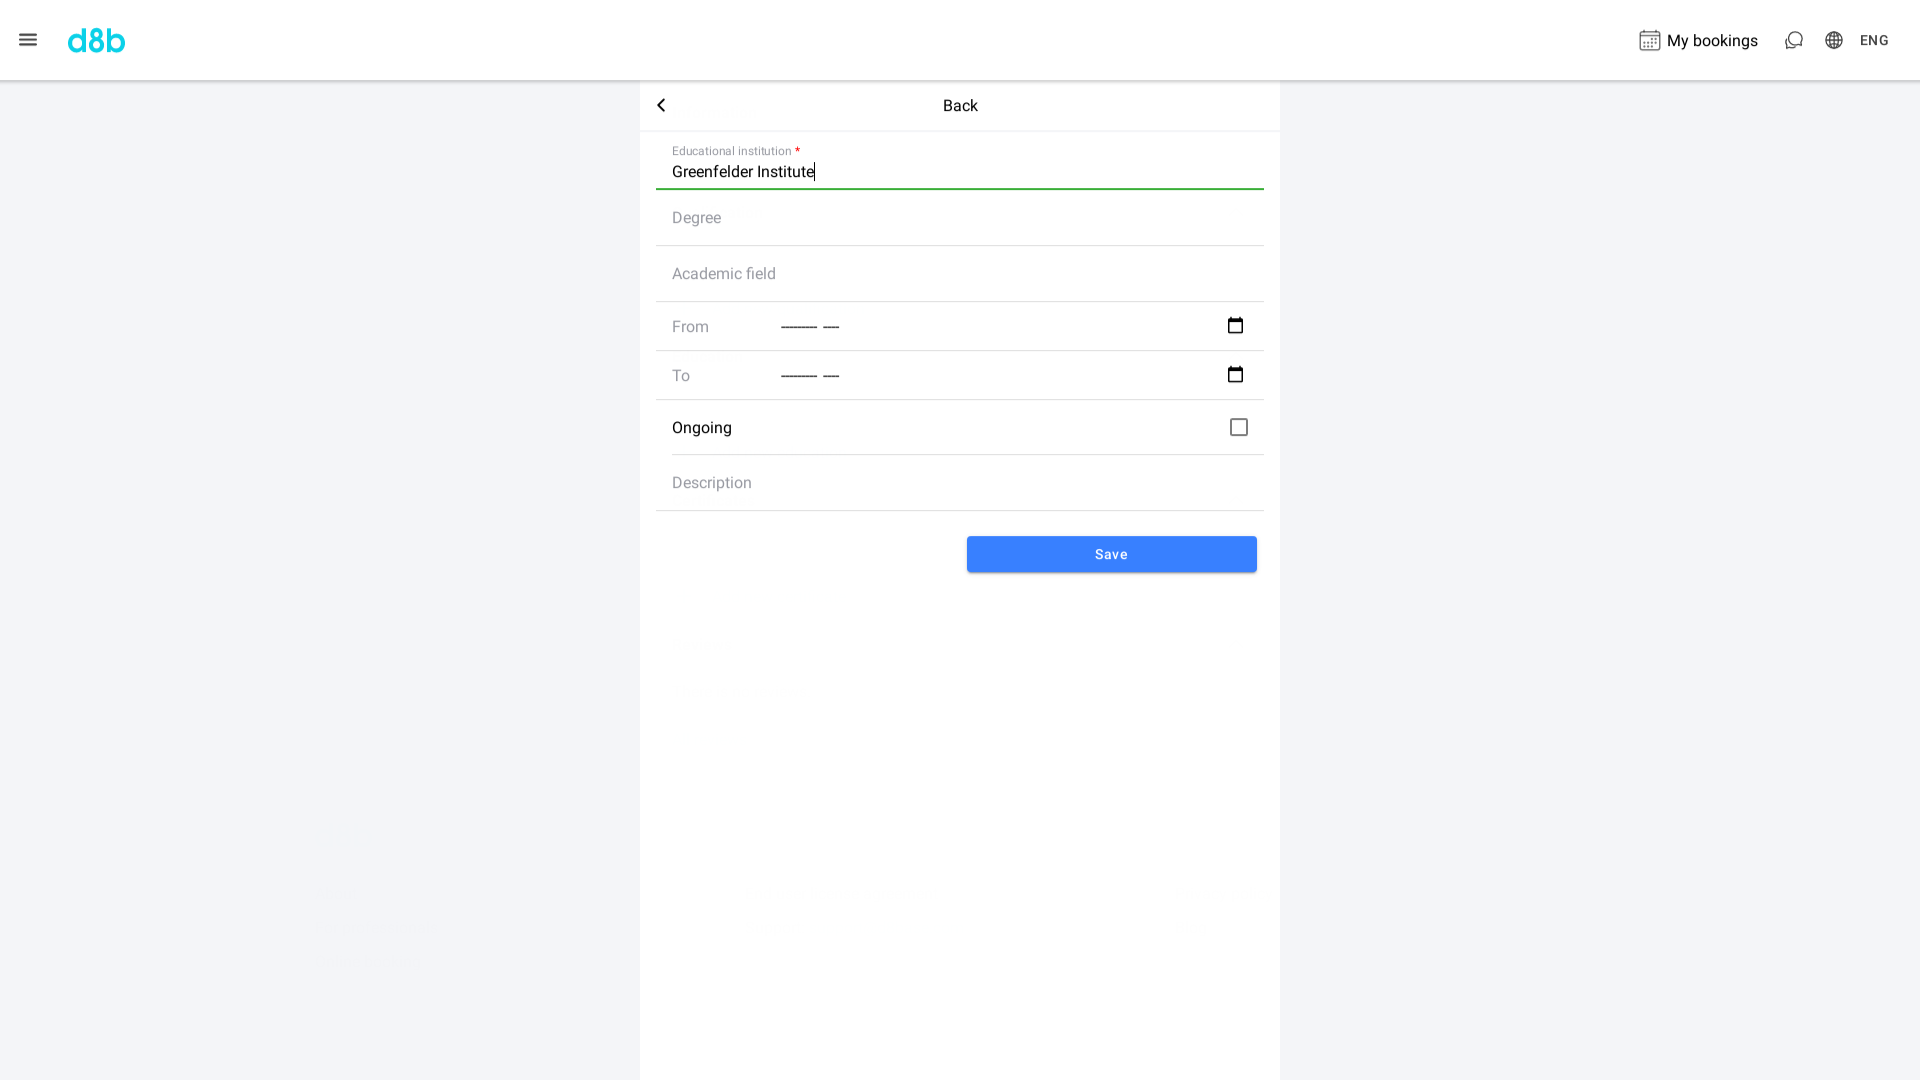 d8b
My bookings
ENG
Back
Educational institution *
Greenfelder Institute
Degree
Academic field
From --------- ----
To --------- ----
Ongoing
Description
Save